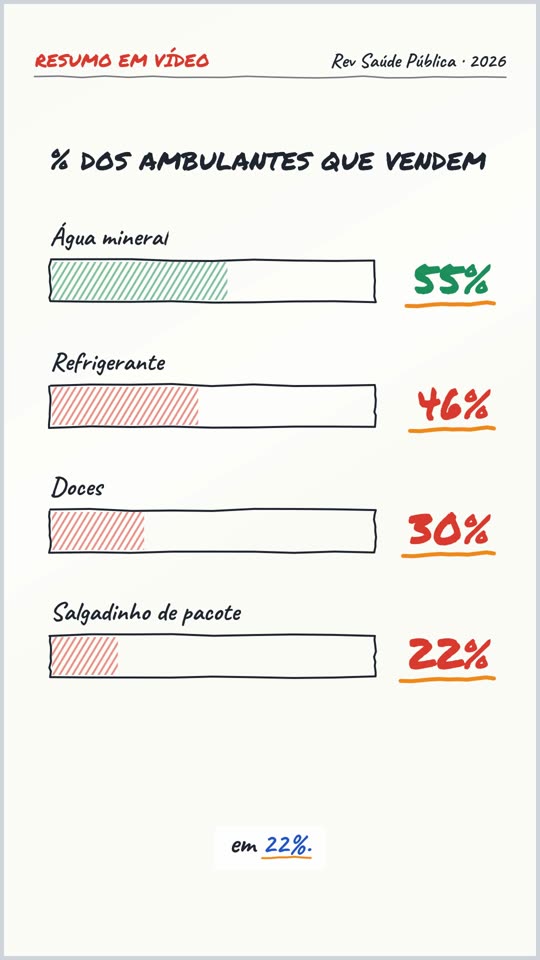 RESUMO EM VÍDEO
Rev Saúde Pública · 2026
% DOS AMBULANTES QUE VENDEM
Água mineral
55%
Refrigerante
46%
Doces
30%
Salgadinho de pacote
22%
em 22%.